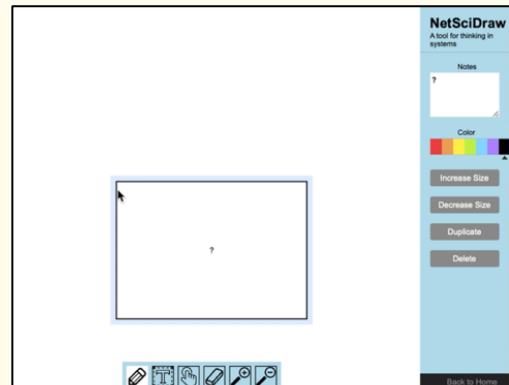 NetSciDraw
A tool for thinking in
systems
Notes
?
Color
Increase Size
Decrease Size
Duplicate
Delete
?
T
Back to Home